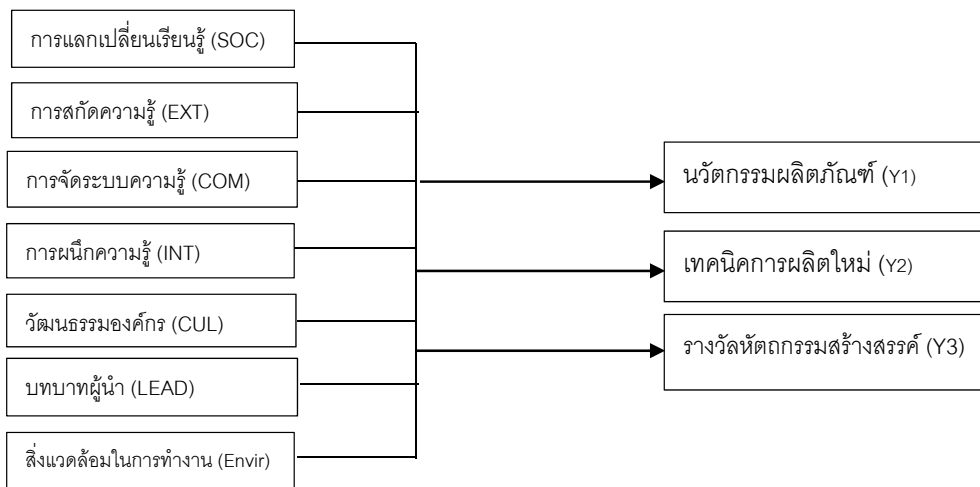 การแลกเปลี่ยนเรียนรู้ (SOC)
การสกัดความรู้ (EXT)
การจัดระบบความรู้ (COM)
การผนึกความรู้ (INT)
วัฒนธรรมองค์กร (CUL)
บทบาทผู้นำ (LEAD)
สิ่งแวดล้อมในการทำงาน (Envir)
นวัตกรรมผลิตภัณฑ์ (Y1)
เทคนิคการผลิตใหม่ (Y2)
รางวัลหัตถกรรมสร้างสรรค์ (Y3)